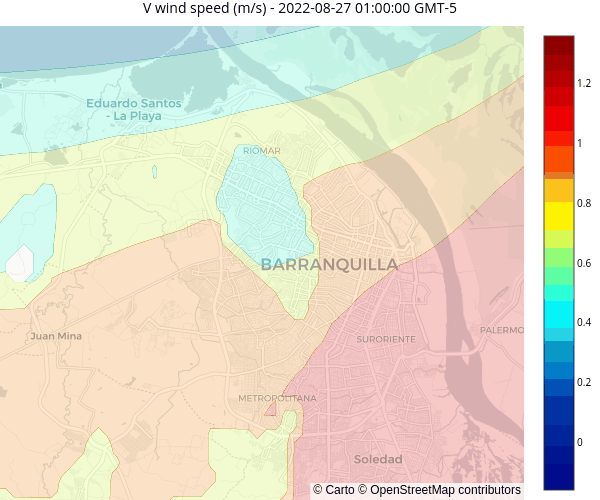 V wind speed (m/s) - 2022-08-27 01:00:00 GMT-5
Eduardo Santos
- La Playa
RIOMAR
BARRANQUILLA
Juan Mina
SURORIENTE
PALERMO
METROPOLITANA
Soledad
© Carto © OpenStreetMap contributors
1.2
1
0.8
0.6
0.4
0.2
0